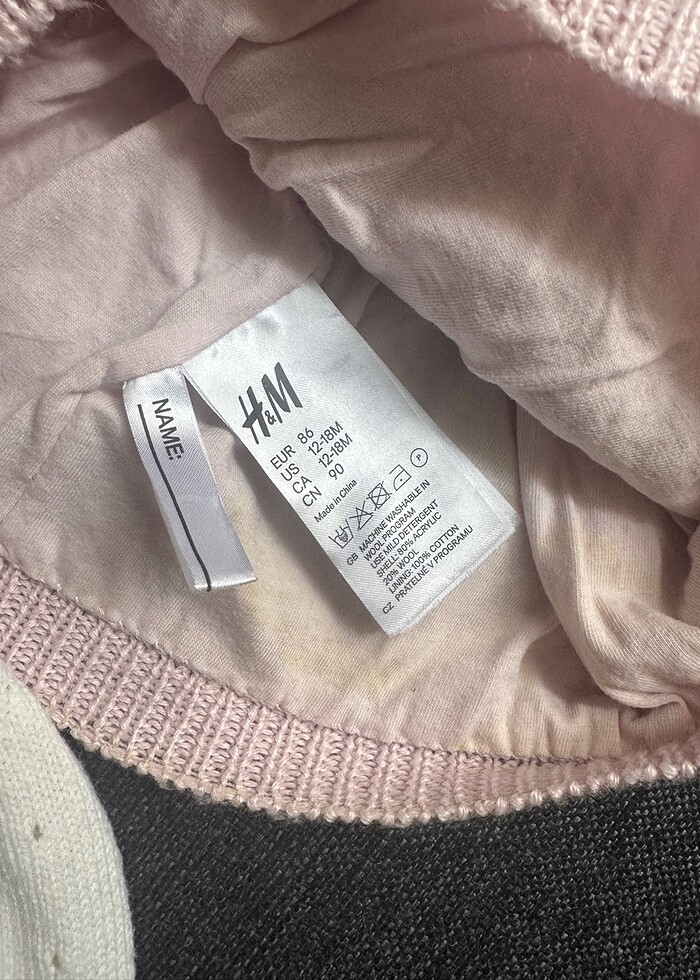 NAME:
H&M
EUR 86
US 12-18M
CA 12-18M
CN 90
Made in China
P
GB MACHINE WASHABLE IN
WOOL PROGRAM
USE MILD DETERGENT
SHELL: 80% ACRYLIC
20% WOOL
LINING: 100% COTTON
CZ PRATELNÉ V PROGRAMU